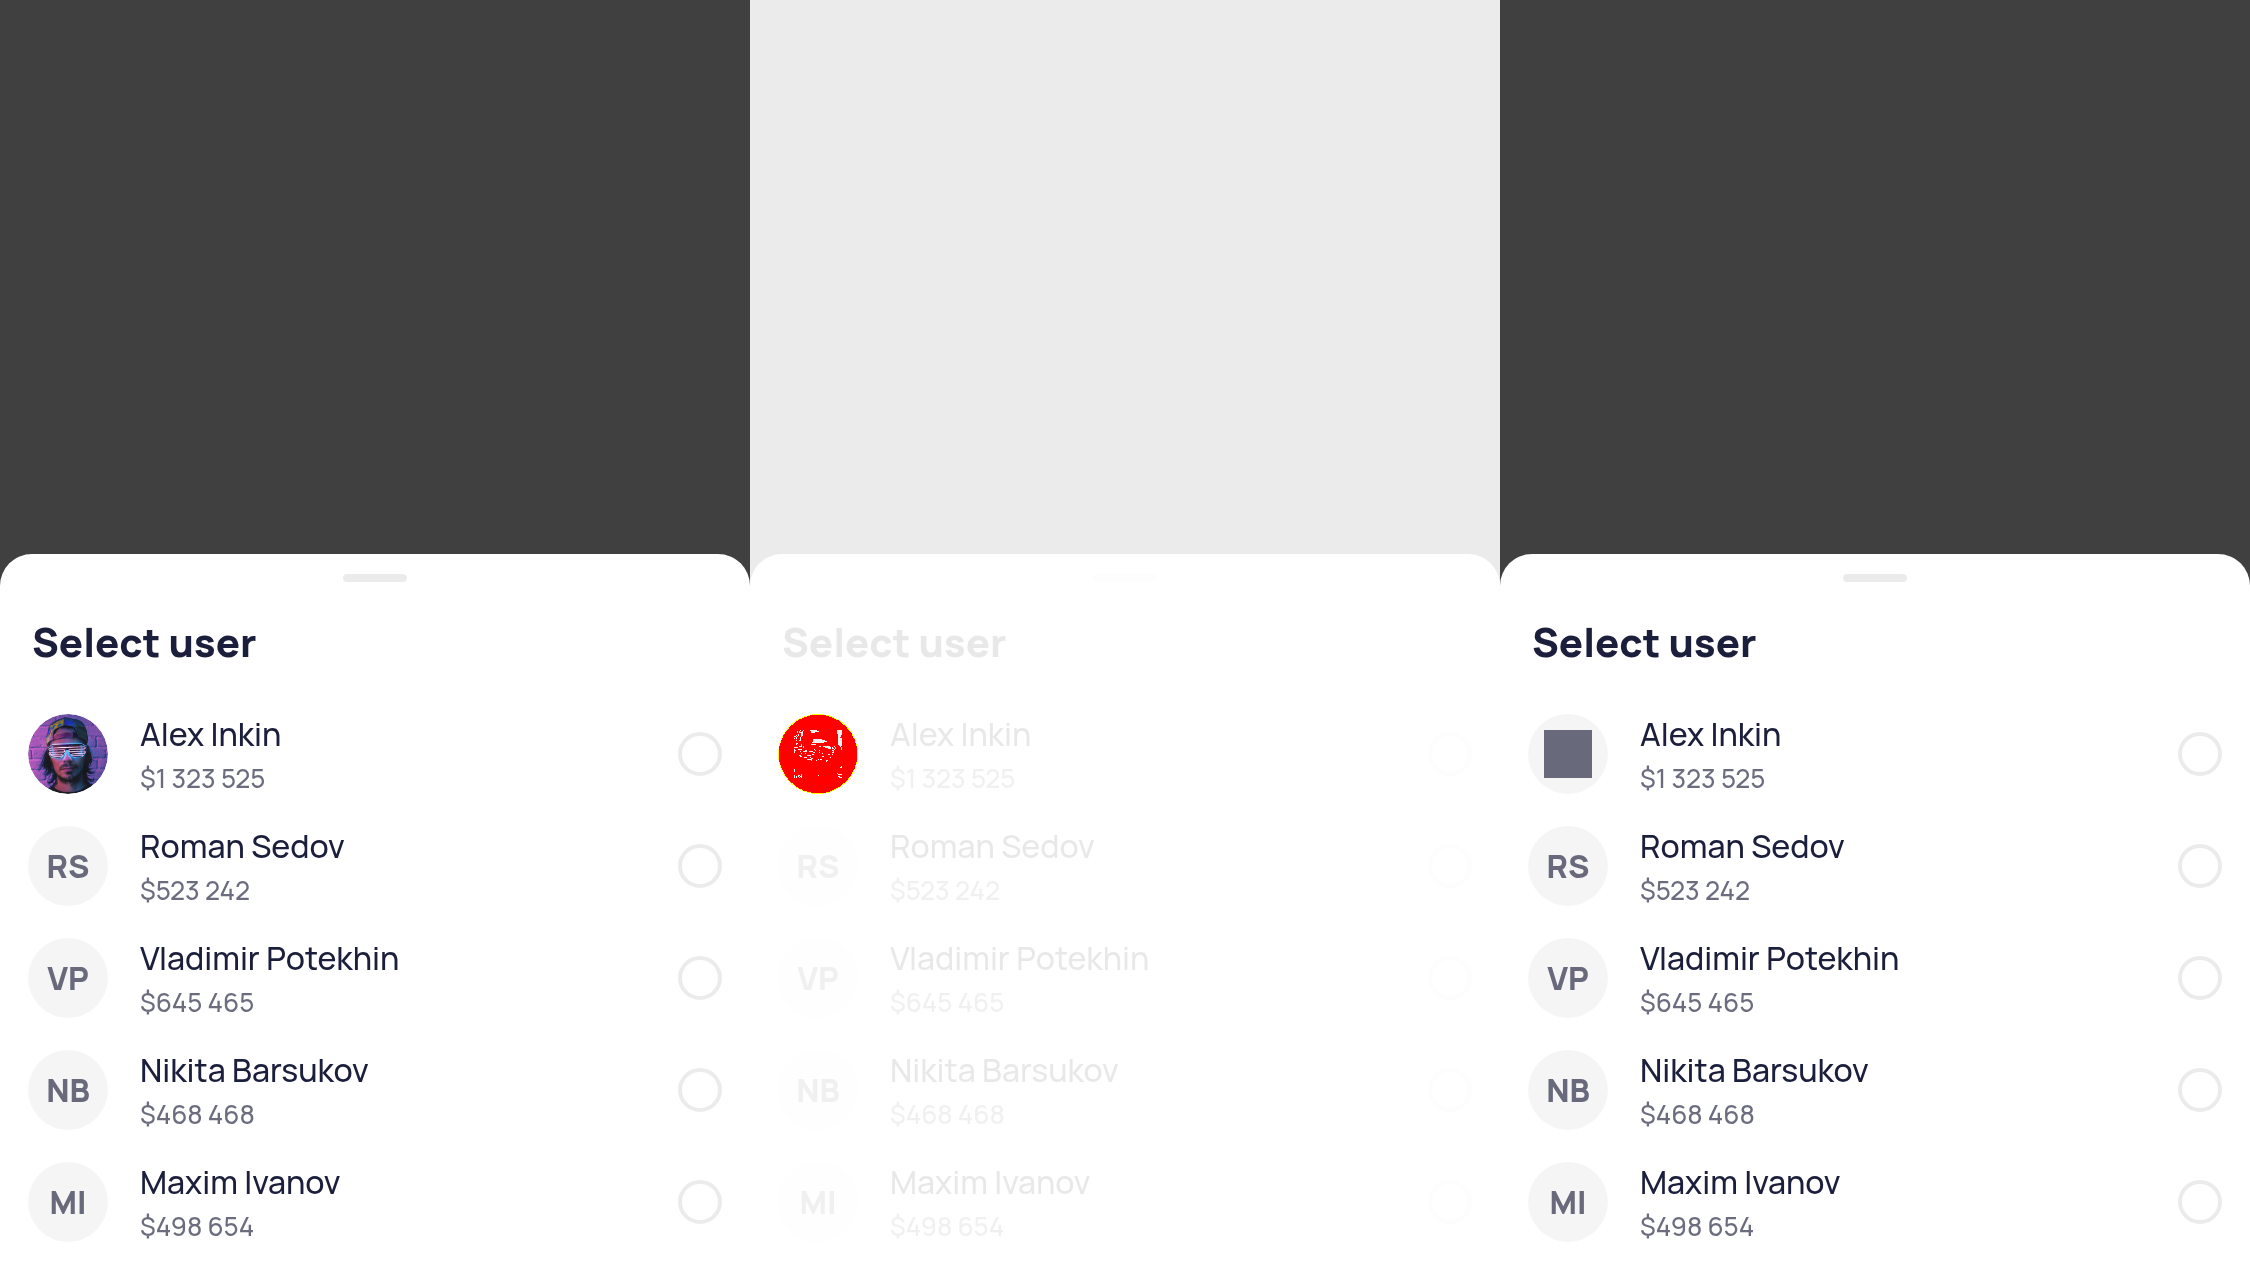 Select user
Alex Inkin
$1 323 525
RS
Roman Sedov
$523 242
VP
Vladimir Potekhin
$645 465
NB
Nikita Barsukov
$468 468
MI
Maxim Ivanov
$498 654
Select user
Alex Inkin
$1 323 525
RS
Roman Sedov
$523 242
VP
Vladimir Potekhin
$645 465
NB
Nikita Barsukov
$468 468
MI
Maxim Ivanov
$498 654
Select user
Alex Inkin
$1 323 525
RS
Roman Sedov
$523 242
VP
Vladimir Potekhin
$645 465
NB
Nikita Barsukov
$468 468
MI
Maxim Ivanov
$498 654